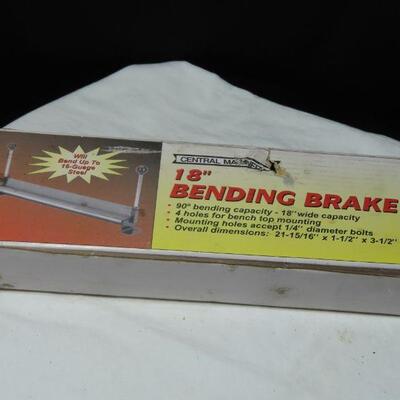 Will
Bend Up To
16-Guage
Steel
CENTRAL
18"
BENDING BRAKE
• 90° bending capacity - 18" wide capacity
• 4 holes for bench top mounting
• Mounting holes accept 1/4" diameter bolts
• Overall dimensions: 21-15/16" x 1-1/2" x 3-1/2"